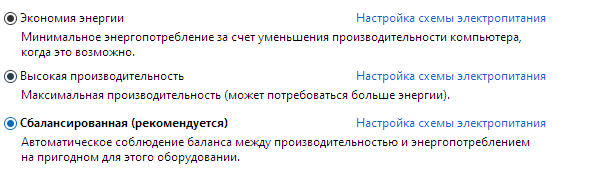 Экономия энергии Настройка схемы электропитания
Минимальное энергопотребление за счет уменьшения производительности компьютера,
когда это возможно.
Высокая производительность Настройка схемы электропитания
Максимальная производительность (может потребоваться больше энергии).
Сбалансированная (рекомендуется) Настройка схемы электропитания
Автоматическое соблюдение баланса между производительностью и энергопотреблением
на пригодном для этого оборудовании.